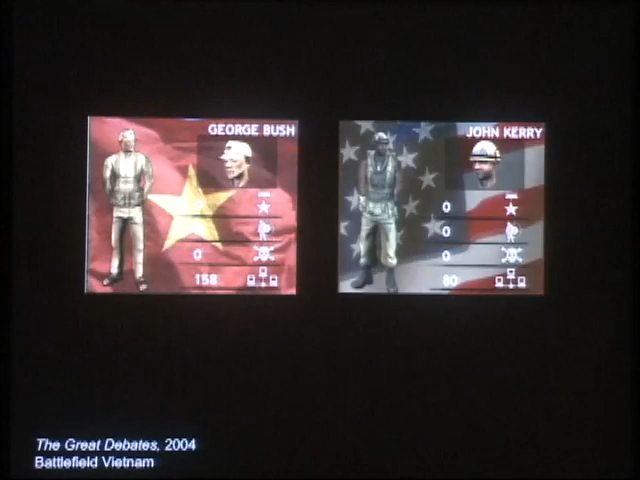 GEORGE BUSH
0
158
JOHN KERRY
0
0
0
80
The Great Debates, 2004
Battlefield Vietnam